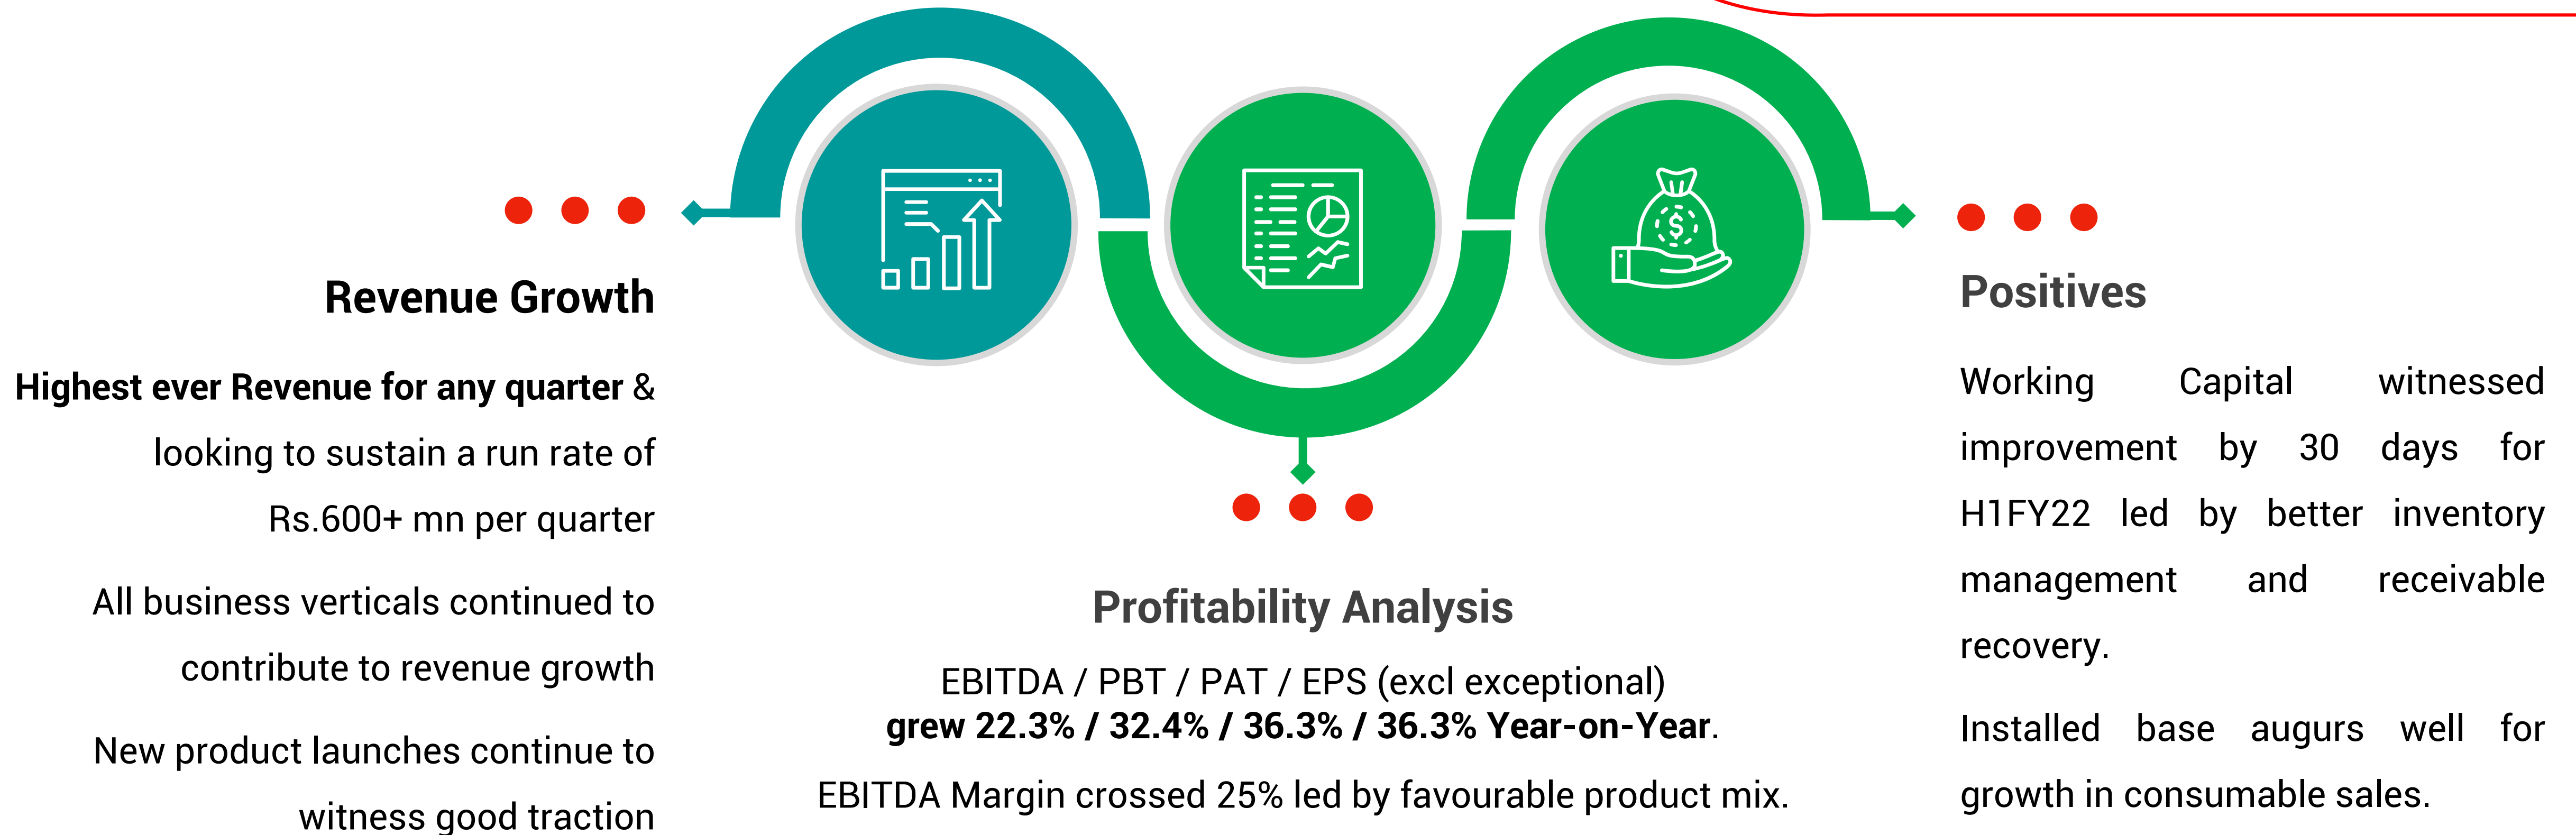 Revenue Growth
Highest ever Revenue for any quarter &
looking to sustain a run rate of
Rs.600+ mn per quarter
All business verticals continued to
contribute to revenue growth
New product launches continue to
witness good traction
Profitability Analysis
EBITDA / PBT / PAT / EPS (excl exceptional)
grew 22.3% / 32.4% / 36.3% / 36.3% Year-on-Year.
EBITDA Margin crossed 25% led by favourable product mix.
Positives
Working Capital witnessed
improvement by 30 days for
H1FY22 led by better inventory
management and receivable
recovery.
Installed base augurs well for
growth in consumable sales.